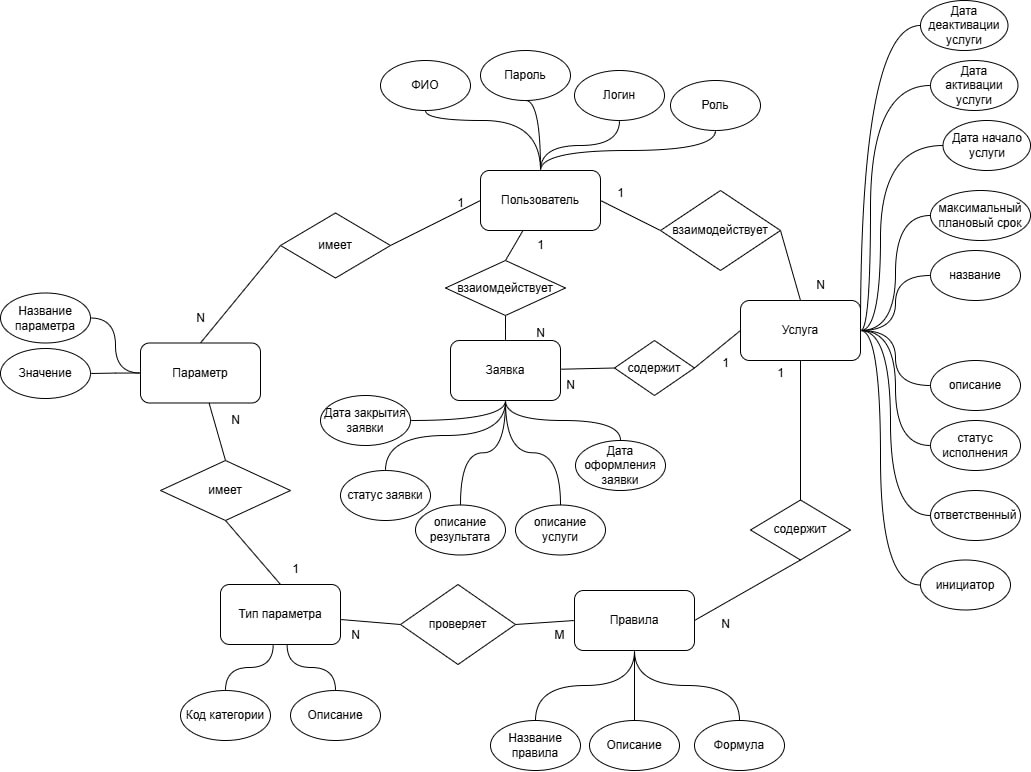 Дата
деактивации
услуги
Пароль
ФИО
Логин
Роль
Дата
активации
услуги
Дата начало
услуги
1
Пользователь
1
1
имеет
взаимодействует
максимальный
плановый срок
взаиомдействует
название
N
N
N
Название
параметра
Значение
Параметр
Заявка
N
содержит
1
Услуга
1
описание
N
Дата закрытия
заявки
Дата
оформления
заявки
статус
исполнения
имеет
статус заявки
описание
результата
описание
услуги
содержит
ответственный
1
инициатор
Тип параметра
N
проверяет
M
Правила
N
Код категории
Описание
Название
правила
Описание
Формула